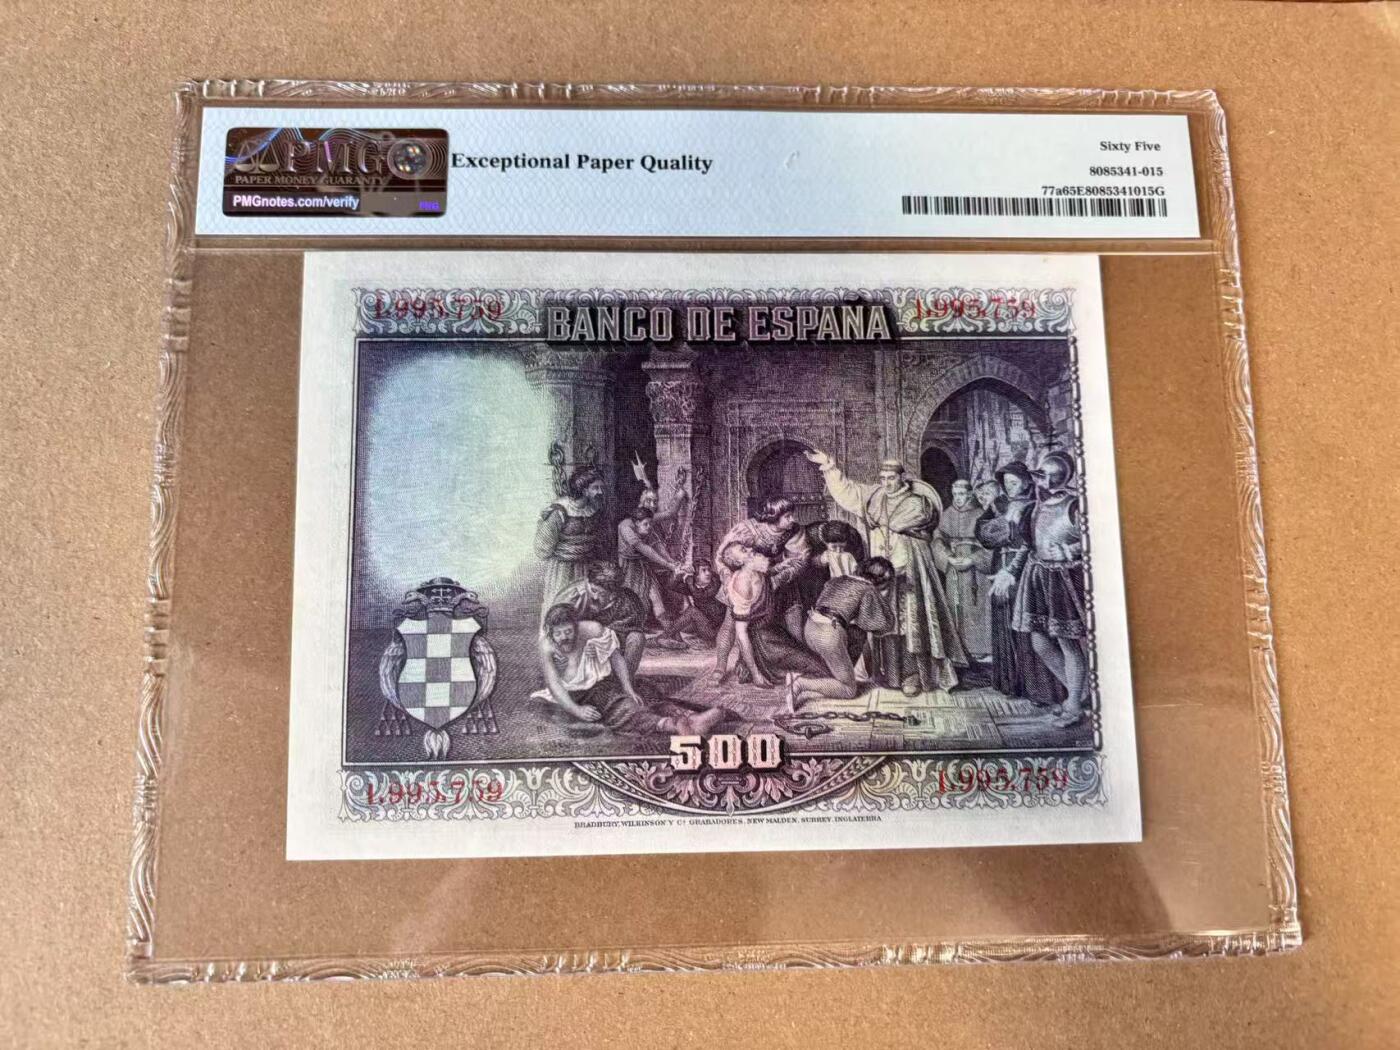 PMG
PAPER MONEY GUARANTY
PMGnotes.com/verify
PMG
Exceptional Paper Quality
Sixty Five
8085341-015
77a65E8085341015G
1,995,759
1,995,759
BANCO DE ESPAÑA
500
1,995,759
1,995,759
BRADBURY, WILKINSON Y Cª GRABADORES, NEW MALDEN, SURREY, INGLATERRA